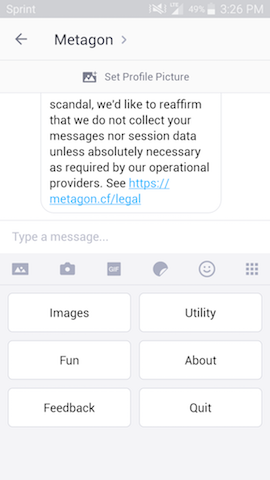 Sprint 49% 3:26 PM
Metagon
Set Profile Picture
scandal, we'd like to reaffirm
that we do not collect your
messages nor session data
unless absolutely necessary
as required by our operational
providers. See https://
metagon.cf/legal
Type a message...
GIF
Images Utility
Fun About
Feedback Quit